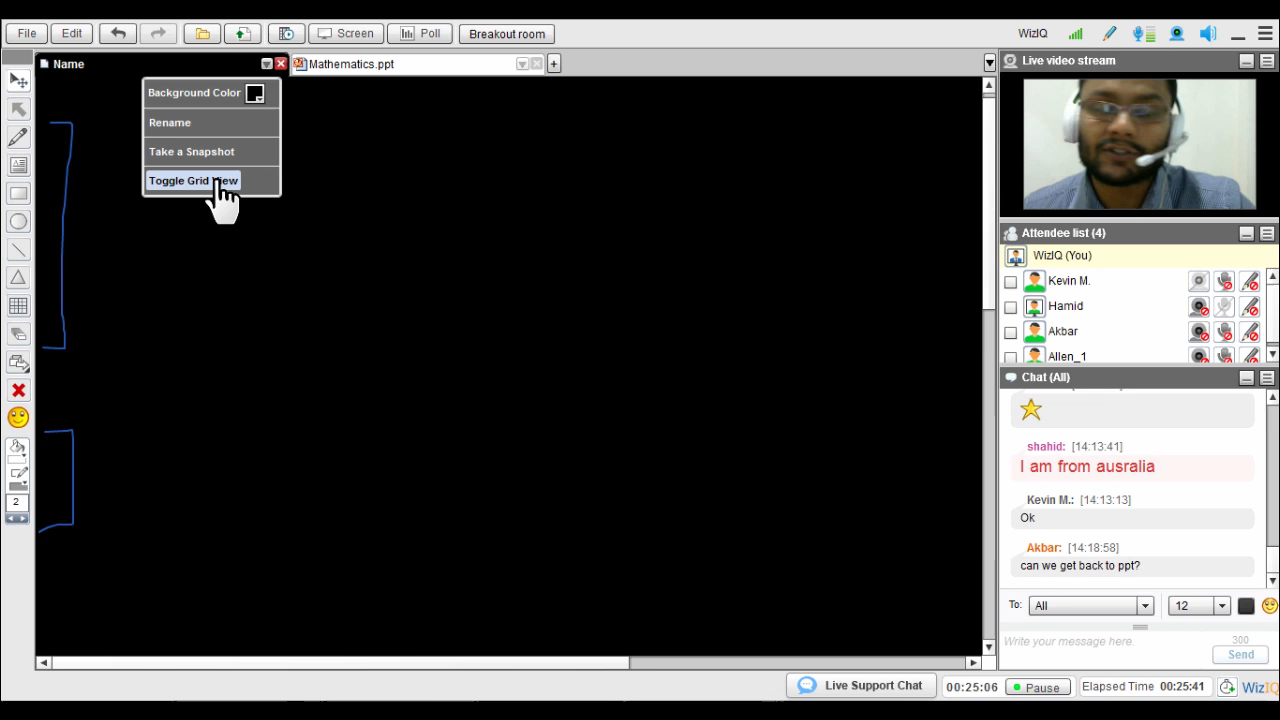 File Edit Screen Poll Breakout room WizIQ
Name Mathematics.ppt Live video stream
Background Color
Rename
Take a Snapshot
Toggle Grid View
Attendee list (4)
WizIQ (You)
Kevin M.
Hamid
Akbar
Allen_1
Chat (All)
shahid: [14:13:41]
I am from ausralia
Kevin M.: [14:13:13]
Ok
Akbar: [14:18:58]
can we get back to ppt?
2
To: All 12
Write your message here. 300
Send
Live Support Chat 00:25:06 Pause Elapsed Time 00:25:41 WizIQ